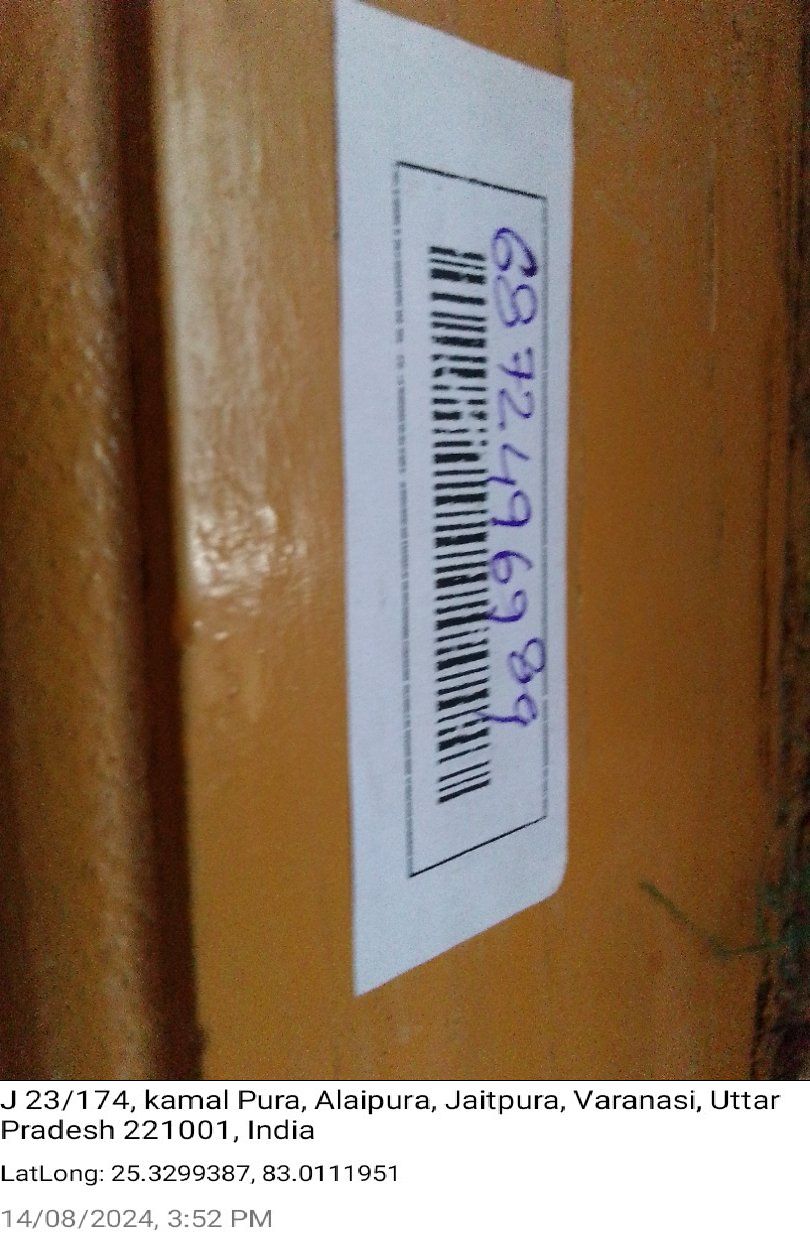 6872496989
J 23/174, kamal Pura, Alaipura, Jaitpura, Varanasi, Uttar
Pradesh 221001, India
LatLong: 25.3299387, 83.0111951
14/08/2024, 3:52 PM